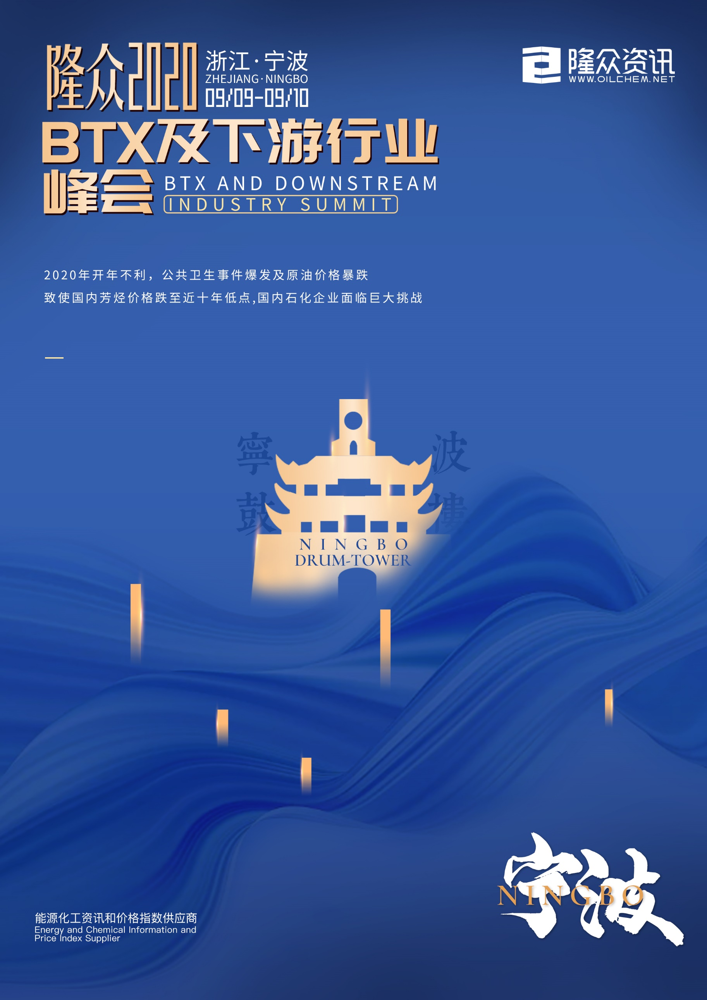 隆众2020
浙江·宁波
ZHEJIANG·NINGBO
09/09-09/10
隆众资讯
WWW.OILCHEM.NET
BTX及下游行业
峰会
BTX AND DOWNSTREAM
INDUSTRY SUMMIT
2020年开年不利，公共卫生事件爆发及原油价格暴跌
致使国内芳烃价格跌至近十年低点,国内石化企业面临巨大挑战
寧波
鼓樓
NINGBO
DRUM-TOWER
宁波
NINGBO
能源化工资讯和价格指数供应商
Energy and Chemical Information and
Price Index Supplier